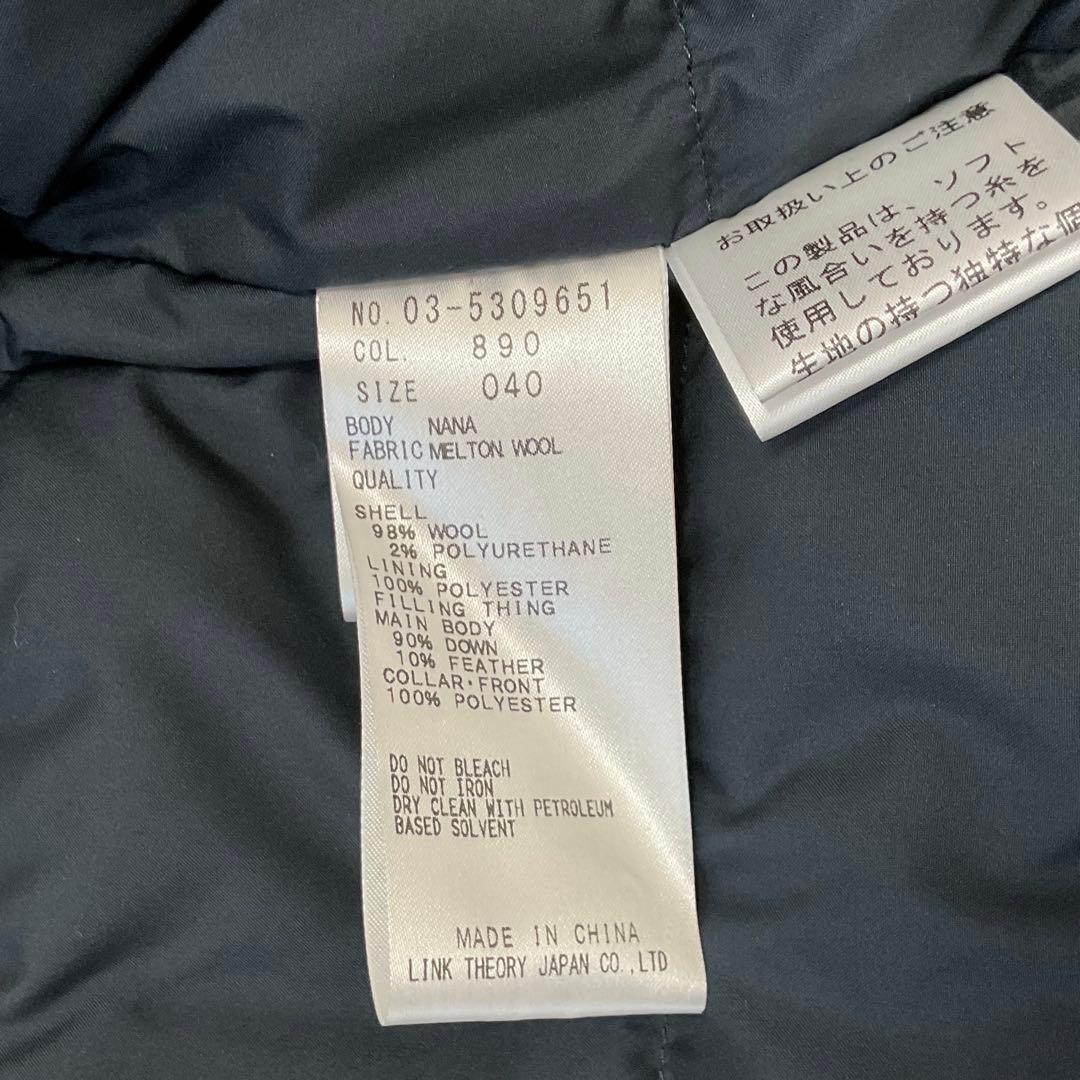 NO. 03-5309651
COL. 890
SIZE 040
BODY NANA
FABRIC MELTON WOOL
QUALITY
SHELL
98% WOOL
2% POLYURETHANE
LINING
100% POLYESTER
FILLING THING
MAIN BODY
90% DOWN
10% FEATHER
COLLAR・FRONT
100% POLYESTER
DO NOT BLEACH
DO NOT IRON
DRY CLEAN WITH PETROLEUM
BASED SOLVENT
MADE IN CHINA
LINK THEORY JAPAN CO.,LTD
お取扱い上のご注意
この製品は、ソフト
な風合いを持つ糸を
使用しております。
生地の持つ独特な個